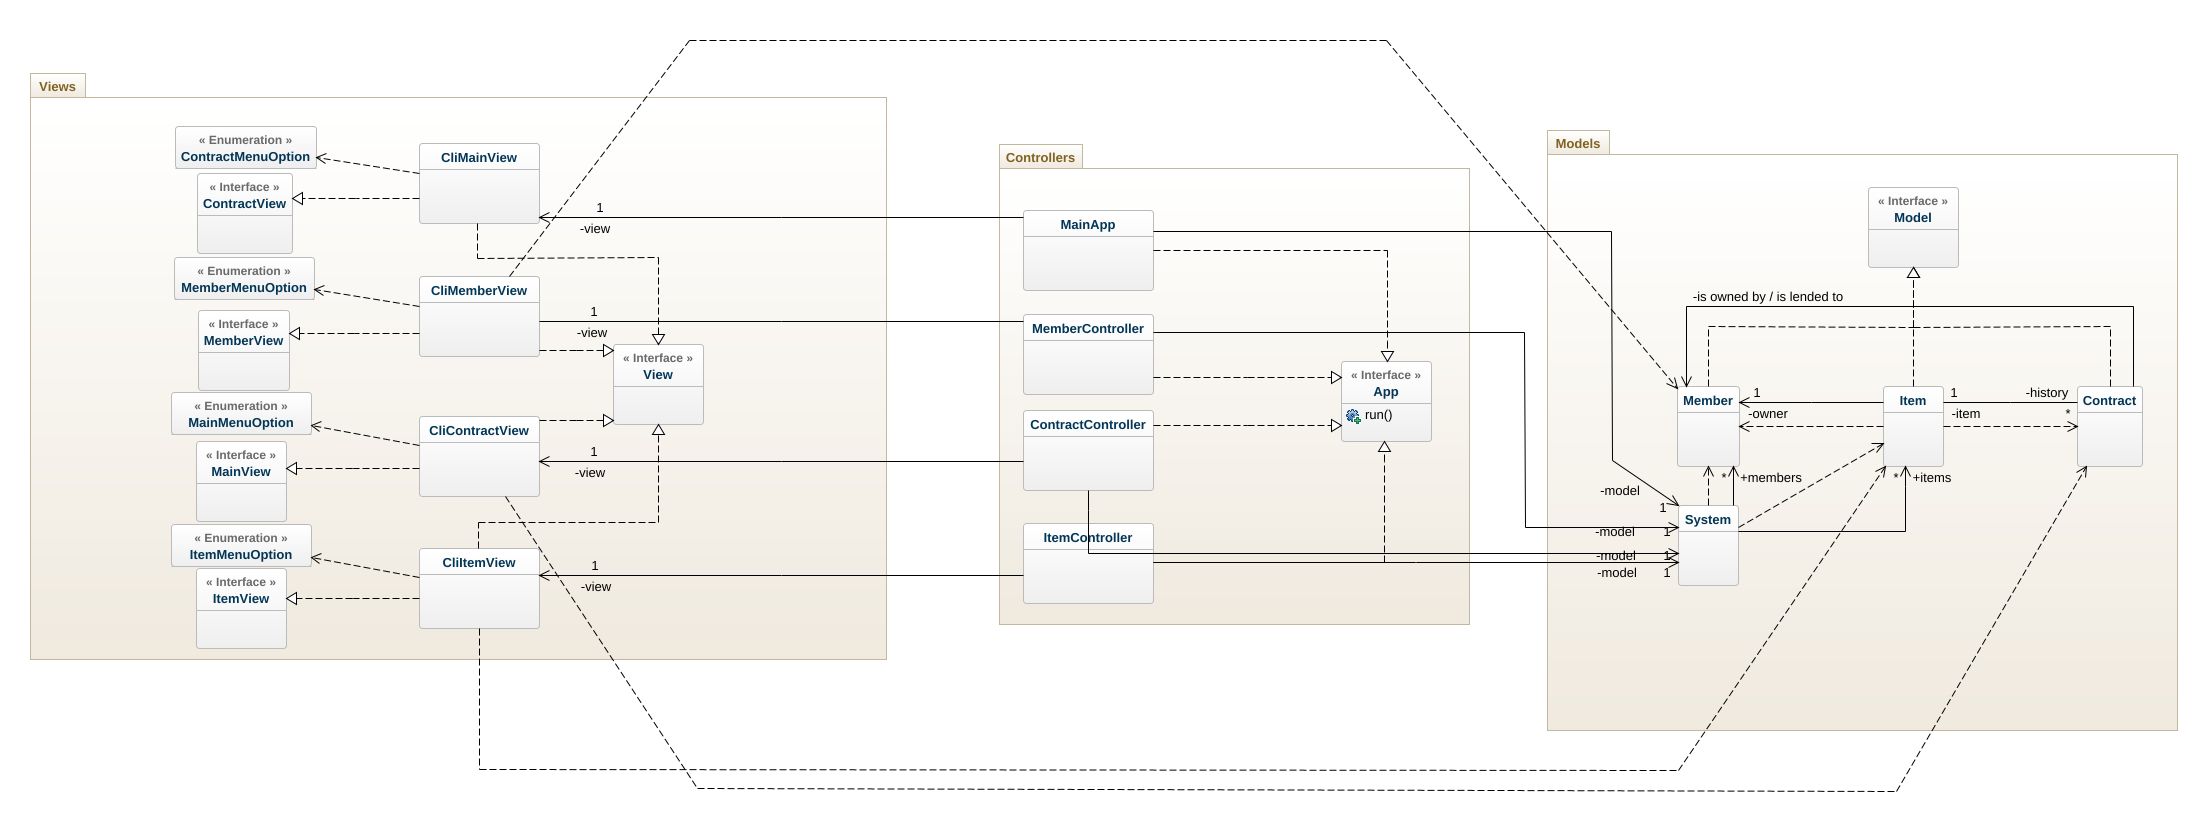 Views
« Enumeration »
ContractMenuOption
« Interface »
ContractView
« Enumeration »
MemberMenuOption
« Interface »
MemberView
« Enumeration »
MainMenuOption
« Interface »
MainView
« Enumeration »
ItemMenuOption
« Interface »
ItemView
CliMainView
CliMemberView
CliContractView
CliItemView
1
-view
1
-view
« Interface »
View
1
-view
1
-view
Controllers
MainApp
MemberController
ContractController
ItemController
« Interface »
App
run()
Models
« Interface »
Model
-is owned by / is lended to
Member
1
-owner
Item
1
-item
-history
*
Contract
* +members
* +items
-model
1
System
-model 1
-model 1
-model 1